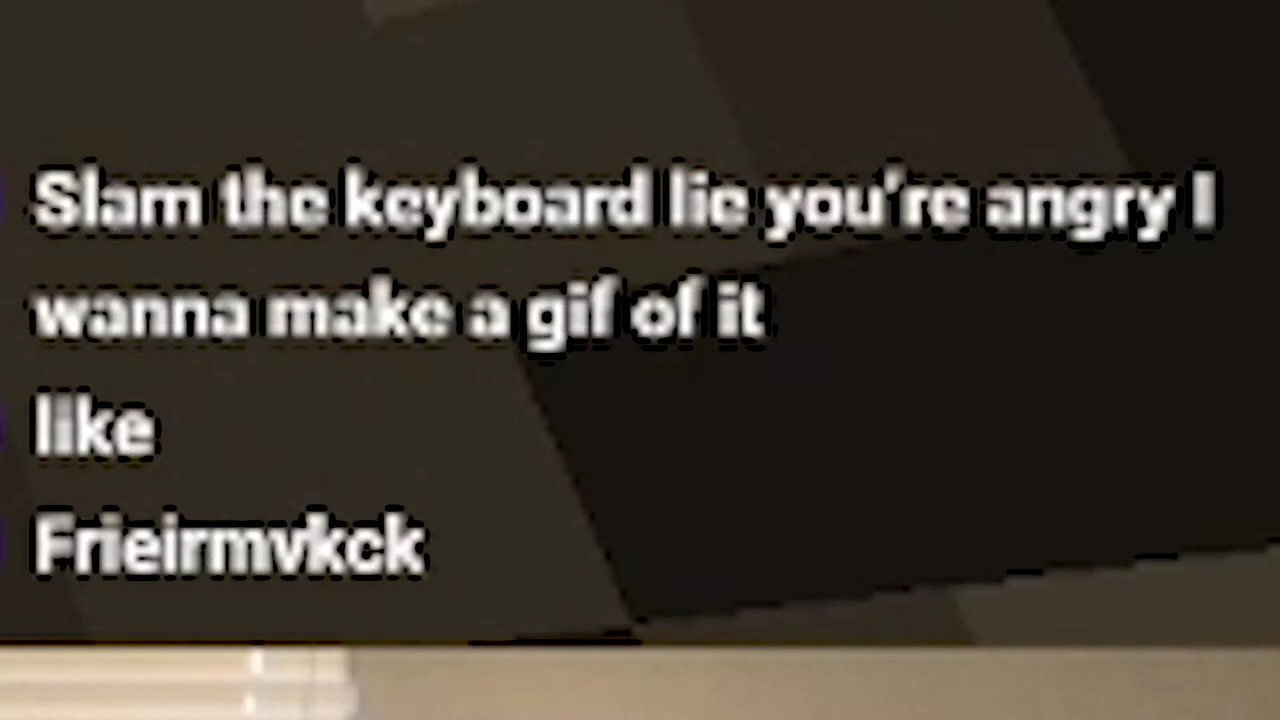 Slam the keyboard lie you're angry I
wanna make a gif of it
like
Frieirmvkck